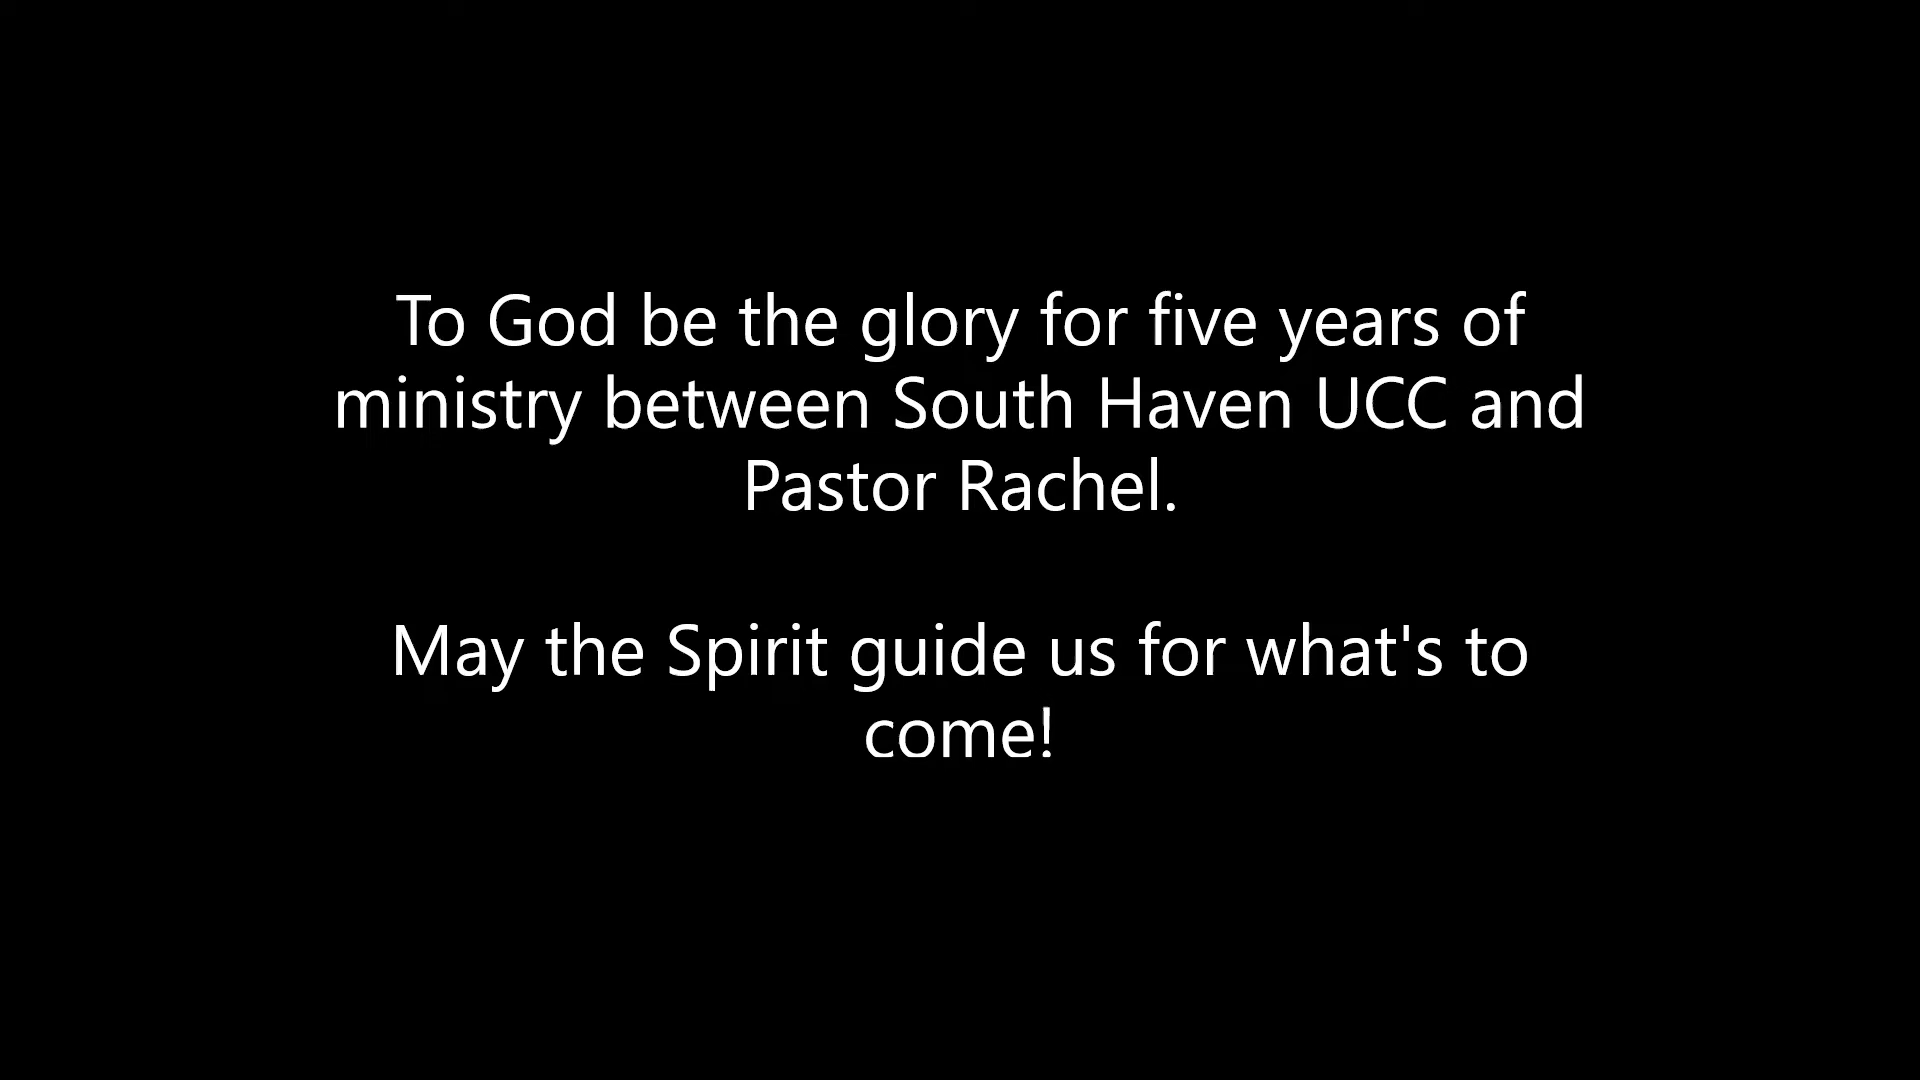 To God be the glory for five years of
ministry between South Haven UCC and
Pastor Rachel.
May the Spirit guide us for what's to
come!